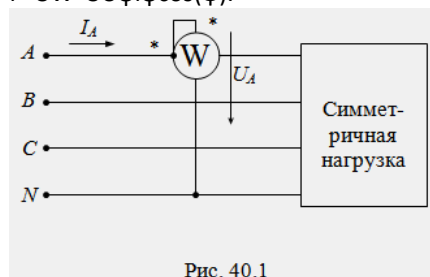 I_A
* *
A W
U_A
B
Симмет-
ричная
нагрузка
C
N
Рис. 40.1